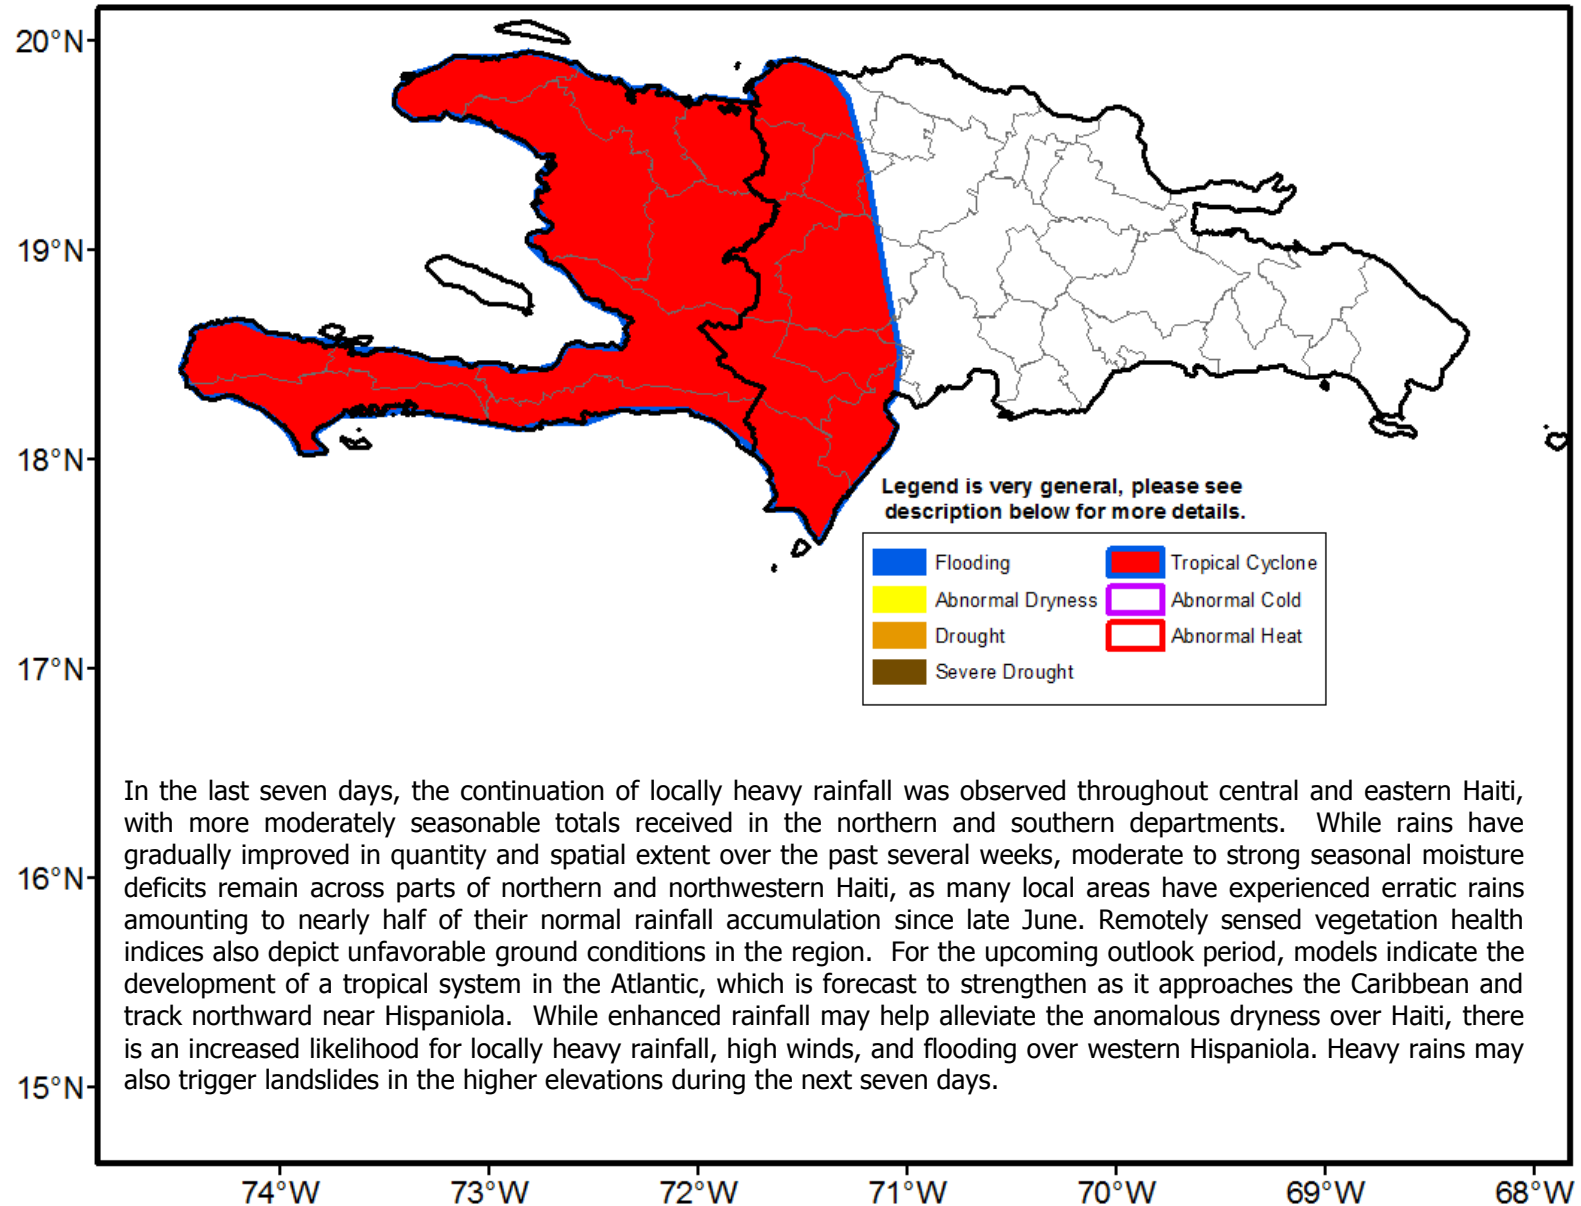 20°N
19°N
18°N
17°N
16°N
15°N
Legend is very general, please see
description below for more details.
Flooding
Tropical Cyclone
Abnormal Dryness
Abnormal Cold
Drought
Abnormal Heat
Severe Drought
In the last seven days, the continuation of locally heavy rainfall was observed throughout central and eastern Haiti,
with more moderately seasonable totals received in the northern and southern departments. While rains have
gradually improved in quantity and spatial extent over the past several weeks, moderate to strong seasonal moisture
deficits remain across parts of northern and northwestern Haiti, as many local areas have experienced erratic rains
amounting to nearly half of their normal rainfall accumulation since late June. Remotely sensed vegetation health
indices also depict unfavorable ground conditions in the region. For the upcoming outlook period, models indicate the
development of a tropical system in the Atlantic, which is forecast to strengthen as it approaches the Caribbean and
track northward near Hispaniola. While enhanced rainfall may help alleviate the anomalous dryness over Haiti, there
is an increased likelihood for locally heavy rainfall, high winds, and flooding over western Hispaniola. Heavy rains may
also trigger landslides in the higher elevations during the next seven days.
74°W 73°W 72°W 71°W 70°W 69°W 68°W